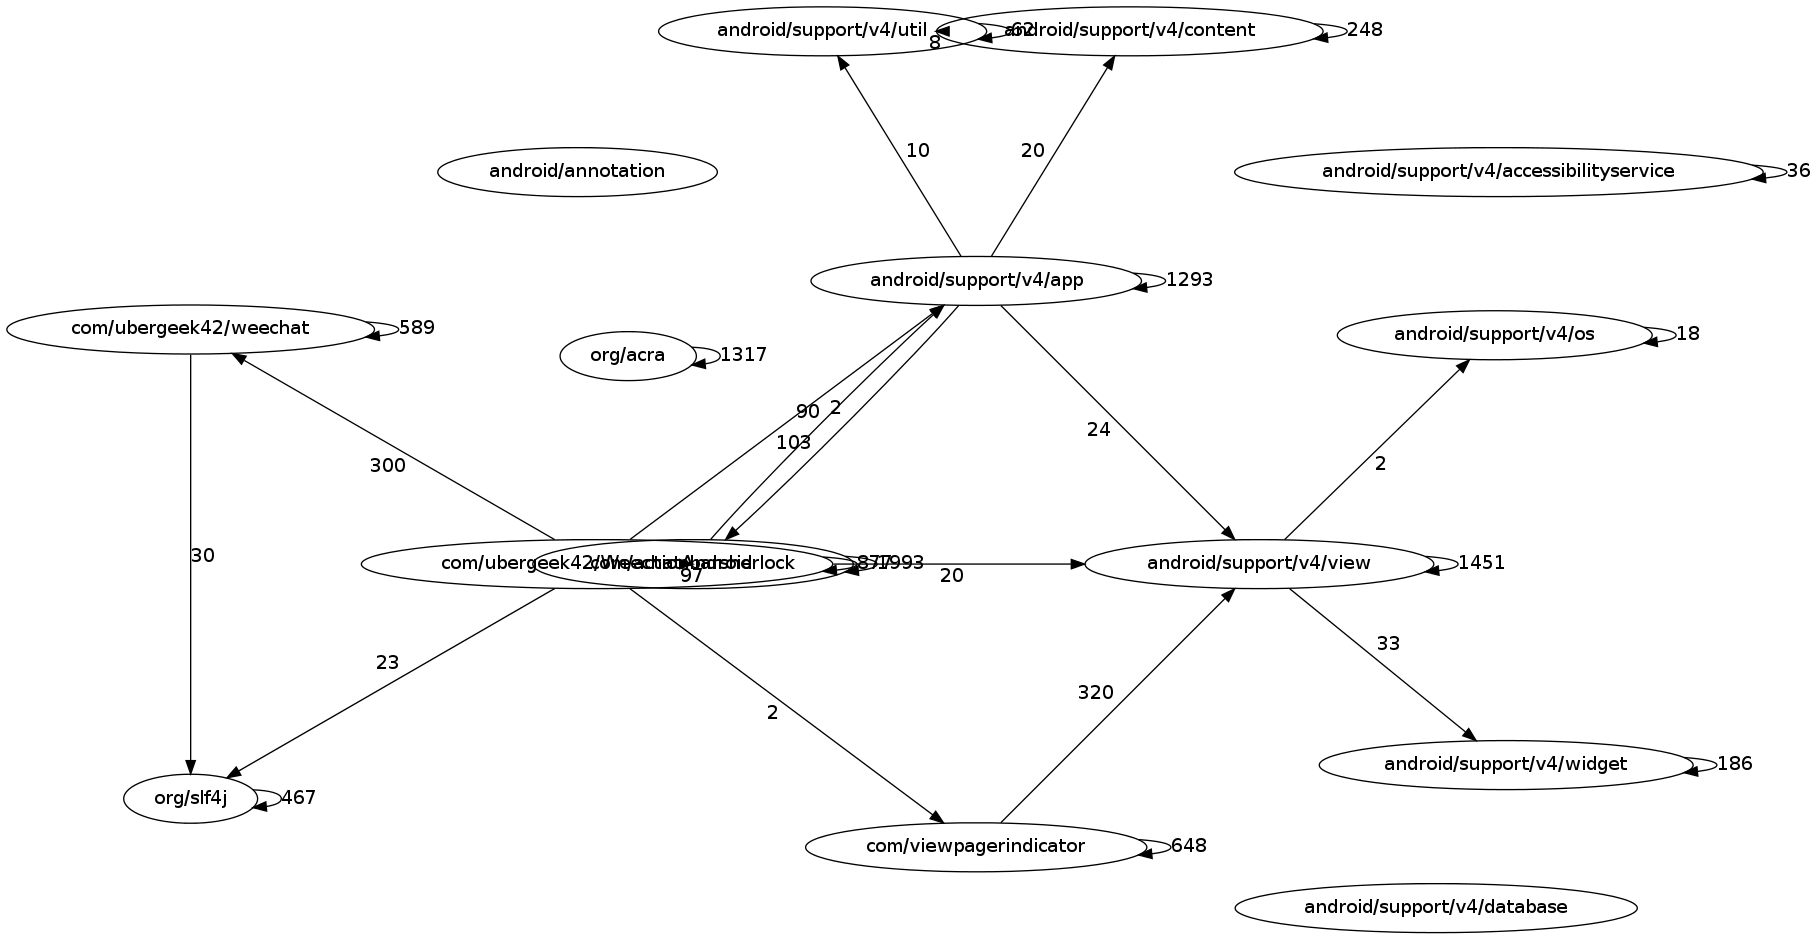 android/support/v4/util
62
android/support/v4/content
248
8
10
20
android/annotation
android/support/v4/accessibilityservice
36
android/support/v4/app
1293
com/ubergeek42/weechat
589
org/acra
1317
android/support/v4/os
18
90
2
103
24
300
2
30
com/ubergeek42/WeechatAndroid
com/actionbarsherlock
877
1993
97
20
android/support/v4/view
1451
23
2
320
33
org/slf4j
467
android/support/v4/widget
186
com/viewpagerindicator
648
android/support/v4/database